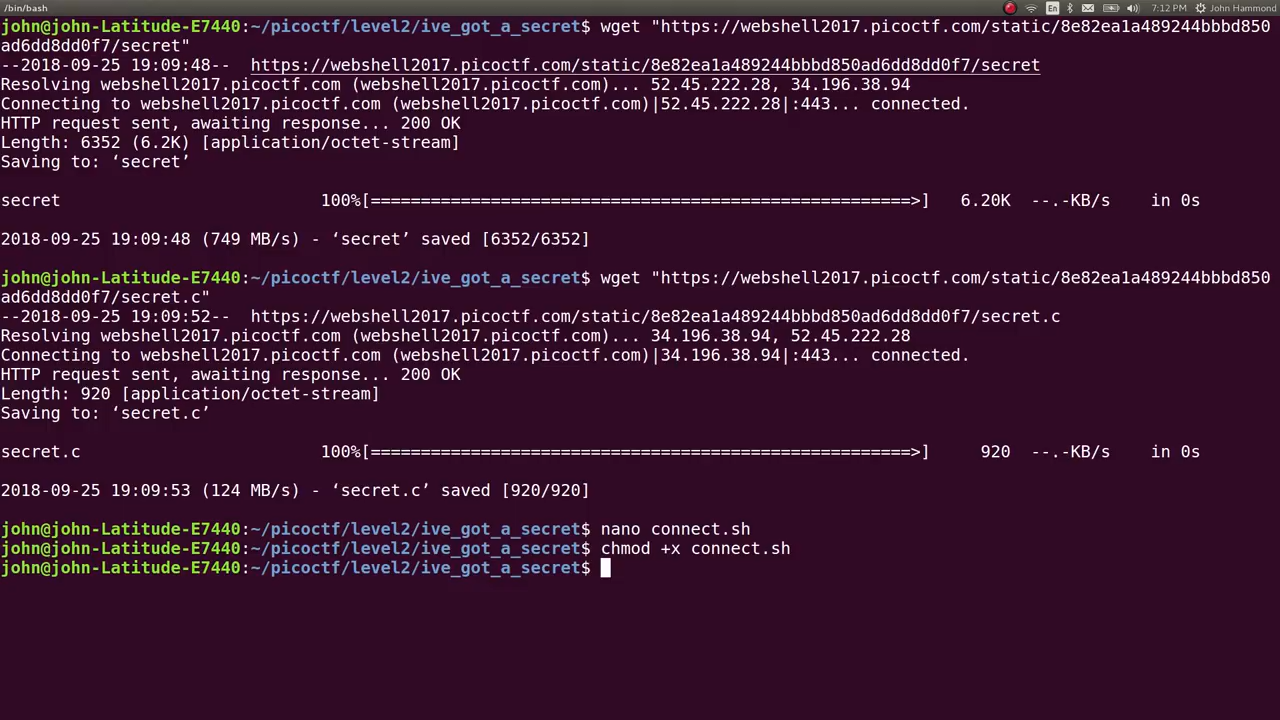 /bin/bash
En
7:12 PM
John Hammond
john@john-Latitude-E7440:~/picoctf/level2/ive_got_a_secret$ wget "https://webshell2017.picoctf.com/static/8e82ea1a489244bbbd850
ad6dd8dd0f7/secret"
--2018-09-25 19:09:48--  https://webshell2017.picoctf.com/static/8e82ea1a489244bbbd850ad6dd8dd0f7/secret
Resolving webshell2017.picoctf.com (webshell2017.picoctf.com)... 52.45.222.28, 34.196.38.94
Connecting to webshell2017.picoctf.com (webshell2017.picoctf.com)|52.45.222.28|:443... connected.
HTTP request sent, awaiting response... 200 OK
Length: 6352 (6.2K) [application/octet-stream]
Saving to: ‘secret’
secret                          100%[======================================================>]   6.20K  --.-KB/s    in 0s
2018-09-25 19:09:48 (749 MB/s) - ‘secret’ saved [6352/6352]
john@john-Latitude-E7440:~/picoctf/level2/ive_got_a_secret$ wget "https://webshell2017.picoctf.com/static/8e82ea1a489244bbbd850
ad6dd8dd0f7/secret.c"
--2018-09-25 19:09:52--  https://webshell2017.picoctf.com/static/8e82ea1a489244bbbd850ad6dd8dd0f7/secret.c
Resolving webshell2017.picoctf.com (webshell2017.picoctf.com)... 34.196.38.94, 52.45.222.28
Connecting to webshell2017.picoctf.com (webshell2017.picoctf.com)|34.196.38.94|:443... connected.
HTTP request sent, awaiting response... 200 OK
Length: 920 [application/octet-stream]
Saving to: ‘secret.c’
secret.c                        100%[======================================================>]     920  --.-KB/s    in 0s
2018-09-25 19:09:53 (124 MB/s) - ‘secret.c’ saved [920/920]
john@john-Latitude-E7440:~/picoctf/level2/ive_got_a_secret$ nano connect.sh
john@john-Latitude-E7440:~/picoctf/level2/ive_got_a_secret$ chmod +x connect.sh
john@john-Latitude-E7440:~/picoctf/level2/ive_got_a_secret$